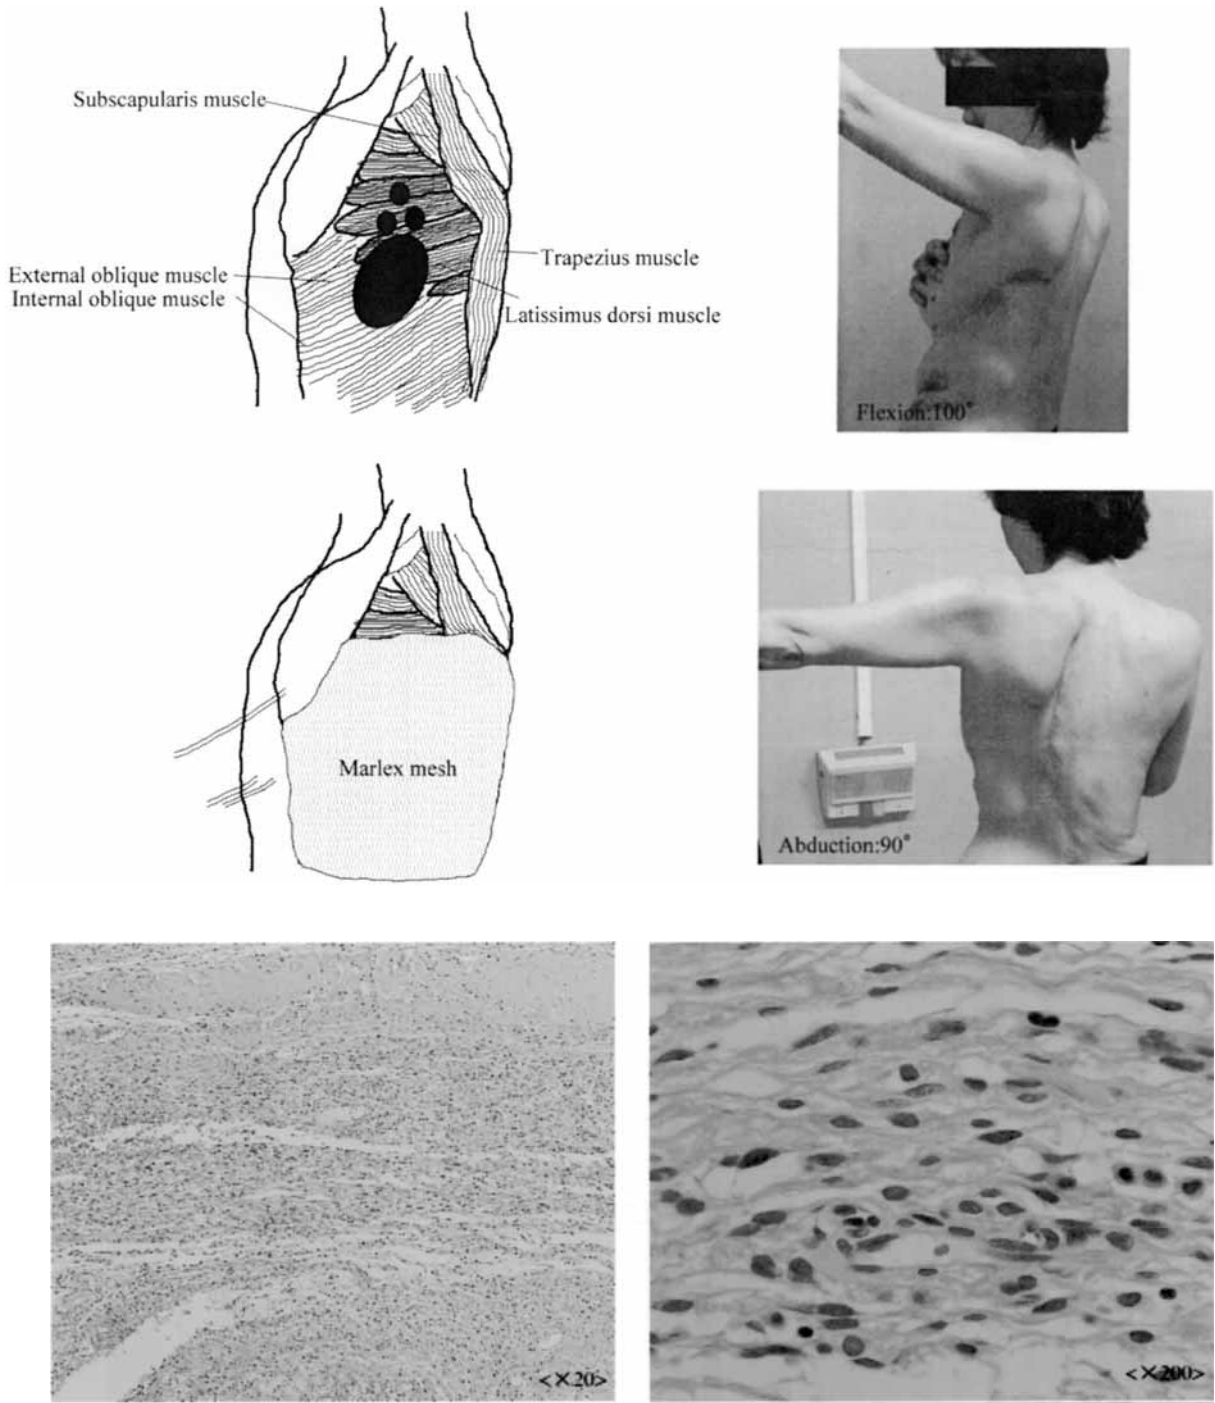 Subscapularis muscle
External oblique muscle
Internal oblique muscle
Trapezius muscle
Latissimus dorsi muscle
Flexion:100°
Marlex mesh
Abduction:90°
<×20>
<×200>